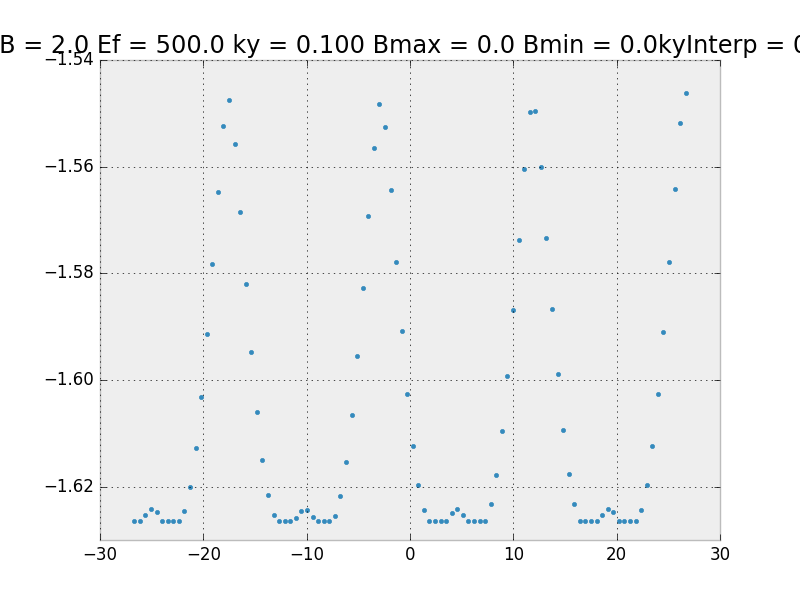 B = 2.0 Ef = 500.0 ky = 0.100 Bmax = 0.0 Bmin = 0.0kyInterp = 0
−1.54
−1.56
−1.58
−1.60
−1.62
−30 −20 −10 0 10 20 30